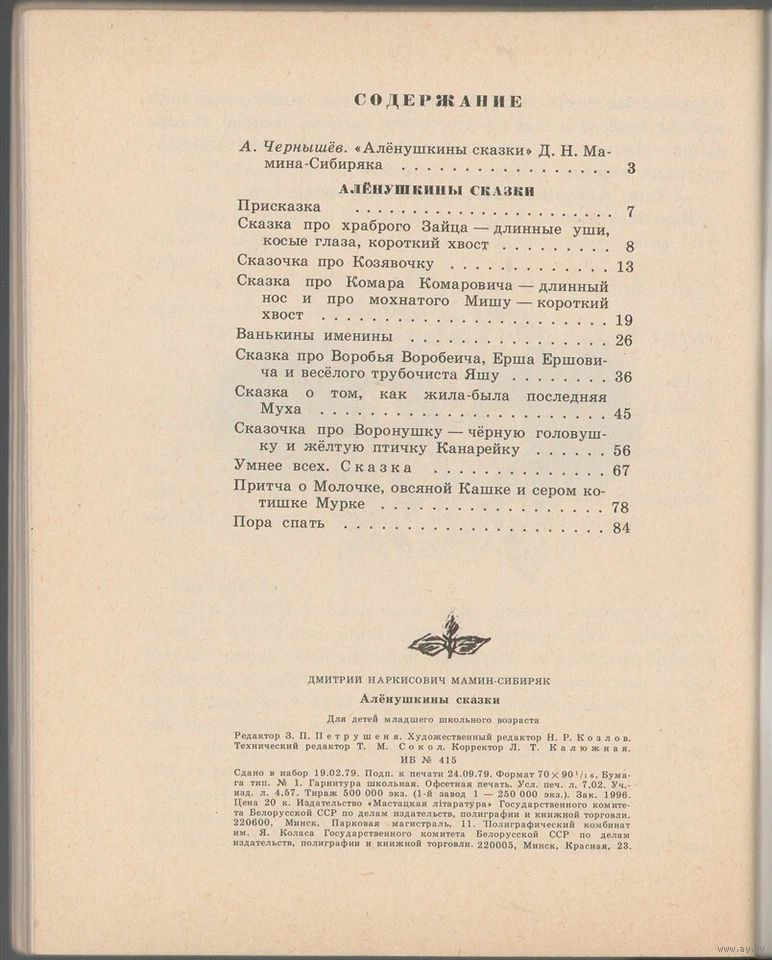 СОДЕРЖАНИЕ
А. Чернышёв. «Алёнушкины сказки» Д. Н. Ма-
мина-Сибиряка . . . . . . . . . . . . . . . . . 3
АЛЁНУШКИНЫ СКАЗКИ
Присказка . . . . . . . . . . . . . . . . . . . . 7
Сказка про храброго Зайца — длинные уши,
косые глаза, короткий хвост . . . . . . . . . 8
Сказочка про Козявочку . . . . . . . . . . . . . 13
Сказка про Комара Комаровича — длинный
нос и про мохнатого Мишу — короткий
хвост . . . . . . . . . . . . . . . . . . . . . . . 19
Ванькины именины . . . . . . . . . . . . . . . . 26
Сказка про Воробья Воробеича, Ерша Ершови-
ча и весёлого трубочиста Яшу . . . . . . . . 36
Сказка о том, как жила-была последняя
Муха . . . . . . . . . . . . . . . . . . . . . . . 45
Сказочка про Воронушку — чёрную головуш-
ку и жёлтую птичку Канарейку . . . . . . 56
Умнее всех. Сказка . . . . . . . . . . . . . . 67
Притча о Молочке, овсяной Кашке и сером ко-
тишке Мурке . . . . . . . . . . . . . . . . . . 78
Пора спать . . . . . . . . . . . . . . . . . . . . . 84
ДМИТРИЙ НАРКИСОВИЧ МАМИН-СИБИРЯК
Алёнушкины сказки
Для детей младшего школьного возраста
Редактор З. П. Петрушеня. Художественный редактор Н. Р. Козлов.
Технический редактор Т. М. Сокол. Корректор Л. Т. Калюжная.
ИБ № 415
Сдано в набор 19.02.79. Подп. к печати 24.09.79. Формат 70×90¹/₁₆. Бума-
га тип. № 1. Гарнитура школьная. Офсетная печать. Усл. печ. л. 7,02. Уч.-
изд. л. 4,57. Тираж 500 000 экз. (1-й завод 1 — 250 000 экз.). Зак. 1996.
Цена 20 к. Издательство «Мастацкая літаратура» Государственного комите-
та Белорусской ССР по делам издательств, полиграфии и книжной торговли.
220600, Минск, Парковая магистраль, 11. Полиграфический комбинат
им. Я. Коласа Государственного комитета Белорусской ССР по делам
издательств, полиграфии и книжной торговли. 220005, Минск, Красная, 23.
www.ay.by